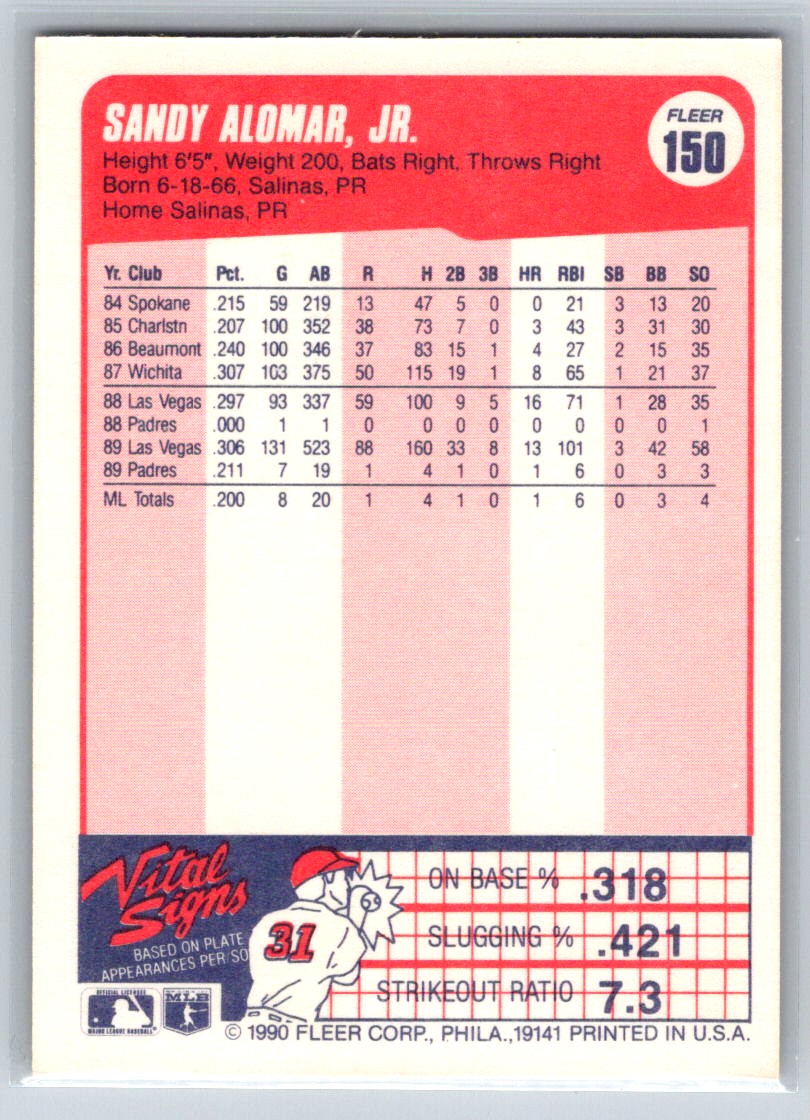 SANDY ALOMAR, JR.
FLEER
150
Height 6'5", Weight 200, Bats Right, Throws Right
Born 6-18-66, Salinas, PR
Home Salinas, PR
Yr. Club Pct. G AB R H 2B 3B HR RBI SB BB SO
84 Spokane .215 59 219 13 47 5 0 0 21 3 13 20
85 Charlstn .207 100 352 38 73 7 0 3 43 3 31 30
86 Beaumont .240 100 346 37 83 15 1 4 27 2 15 35
87 Wichita .307 103 375 50 115 19 1 8 65 1 21 37
88 Las Vegas .297 93 337 59 100 9 5 16 71 1 28 35
88 Padres .000 1 1 0 0 0 0 0 0 0 0 1
89 Las Vegas .306 131 523 88 160 33 8 13 101 3 42 58
89 Padres .211 7 19 1 4 1 0 1 6 0 3 3
ML Totals .200 8 20 1 4 1 0 1 6 0 3 4
Vital
Signs
BASED ON PLATE
APPEARANCES PER/SO
31
ON BASE % .318
SLUGGING % .421
STRIKEOUT RATIO 7.3
OFFICIAL LICENSEE
MAJOR LEAGUE BASEBALL
MLB
© 1990 FLEER CORP., PHILA.,19141 PRINTED IN U.S.A.